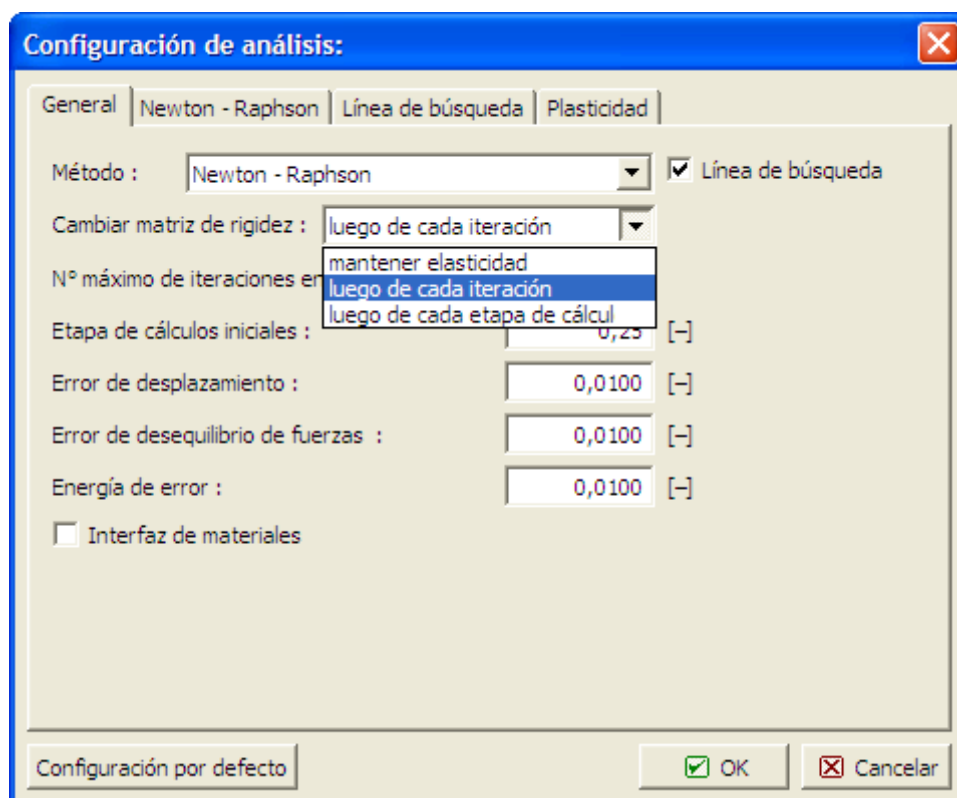 Configuración de análisis:
General Newton - Raphson Línea de búsqueda Plasticidad
Método : Newton - Raphson Línea de búsqueda
Cambiar matriz de rigidez : luego de cada iteración
mantener elasticidad
Nº máximo de iteraciones en
luego de cada iteración
luego de cada etapa de cálcul
Etapa de cálculos iniciales : 0,25 [–]
Error de desplazamiento : 0,0100 [–]
Error de desequilibrio de fuerzas : 0,0100 [–]
Energía de error : 0,0100 [–]
Interfaz de materiales
Configuración por defecto OK Cancelar